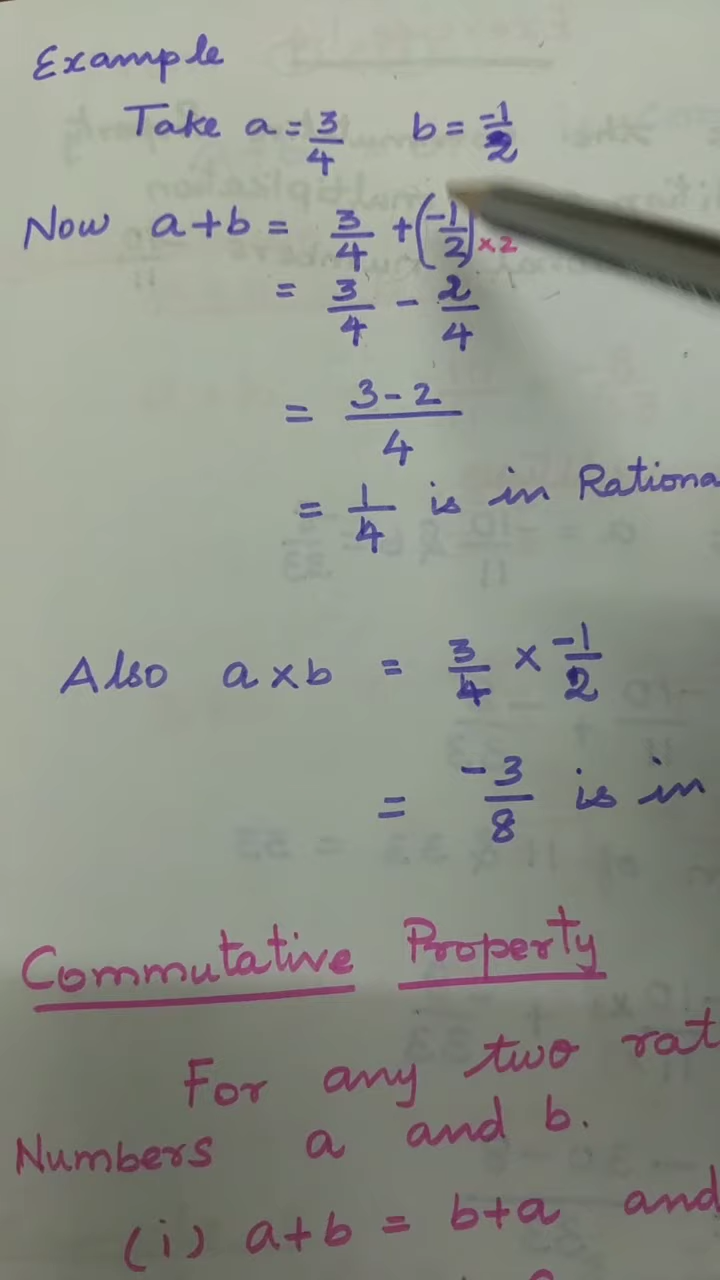 Example
Take a = 3/4 b = -1/2
Now a+b = 3/4 + (-1/2) ×2
= 3/4 - 2/4
= 3-2/4
= 1/4 is in Rationa
Also a×b = 3/4 × -1/2
= -3/8 is in
Commutative Property
For any two rat
Numbers a and b.
(i) a+b = b+a and